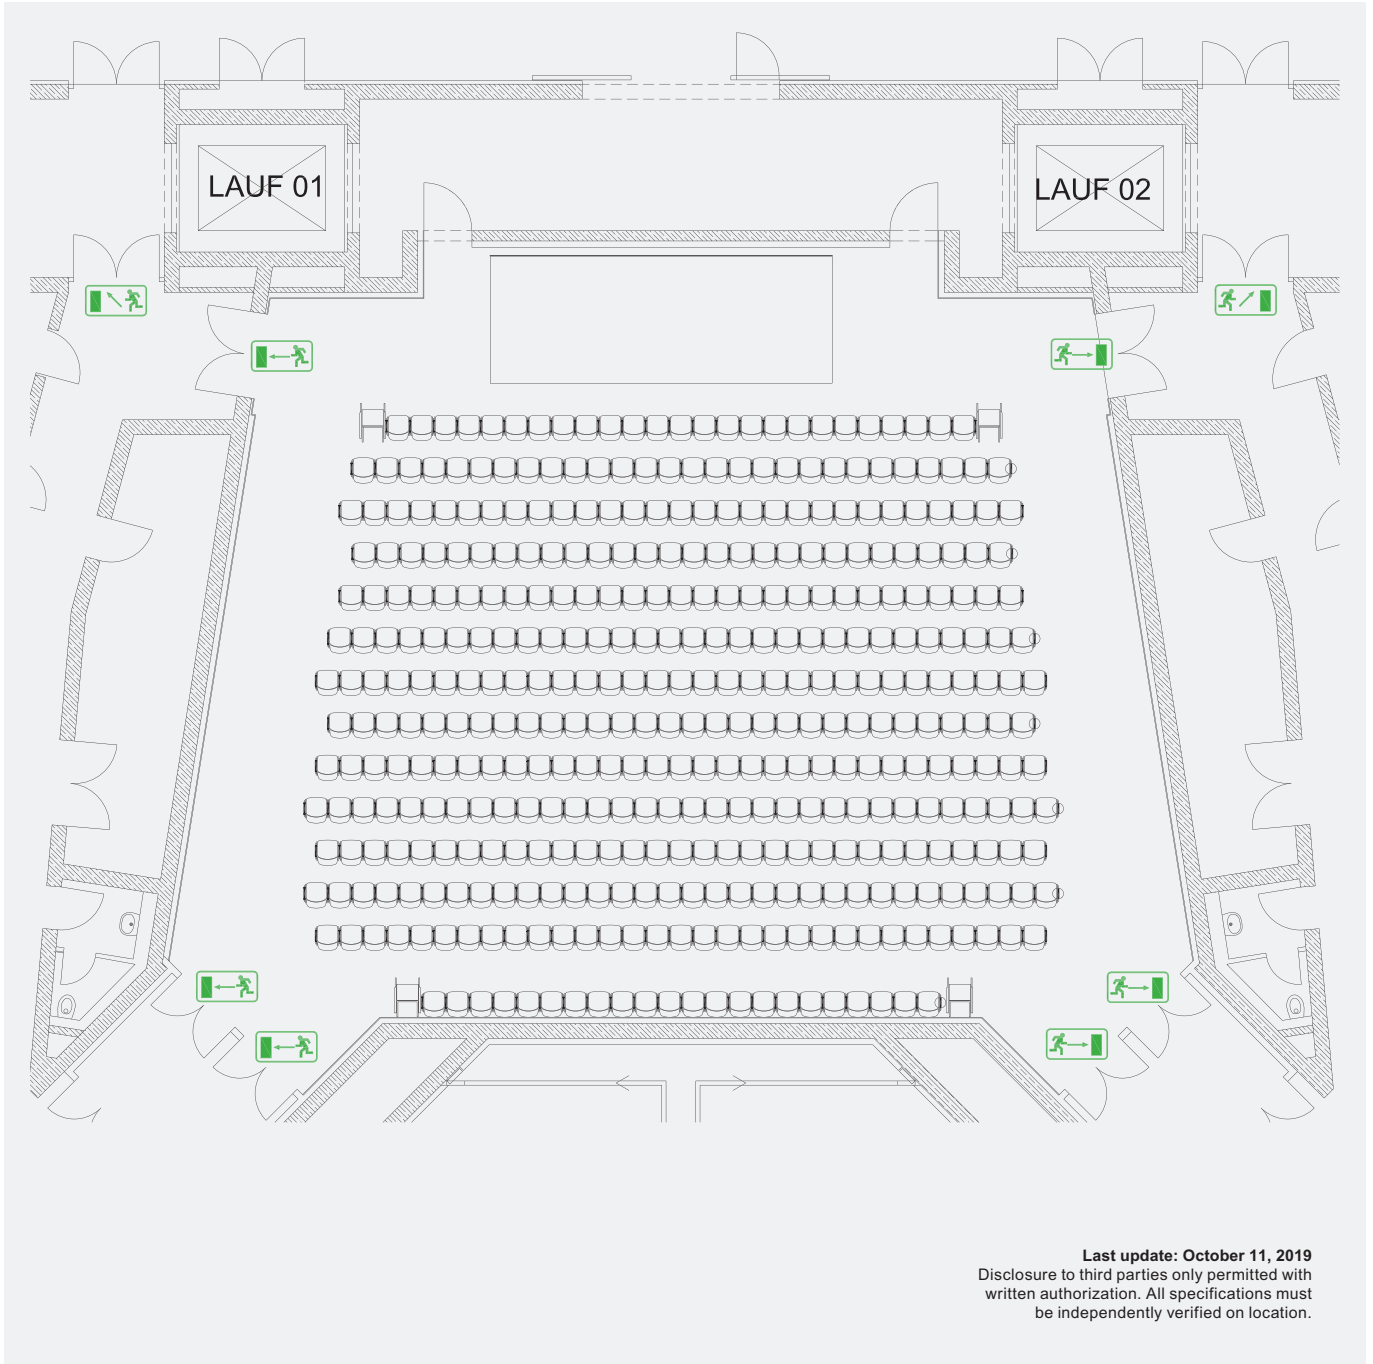 LAUF 01
LAUF 02
Last update: October 11, 2019
Disclosure to third parties only permitted with
written authorization. All specifications must
be independently verified on location.